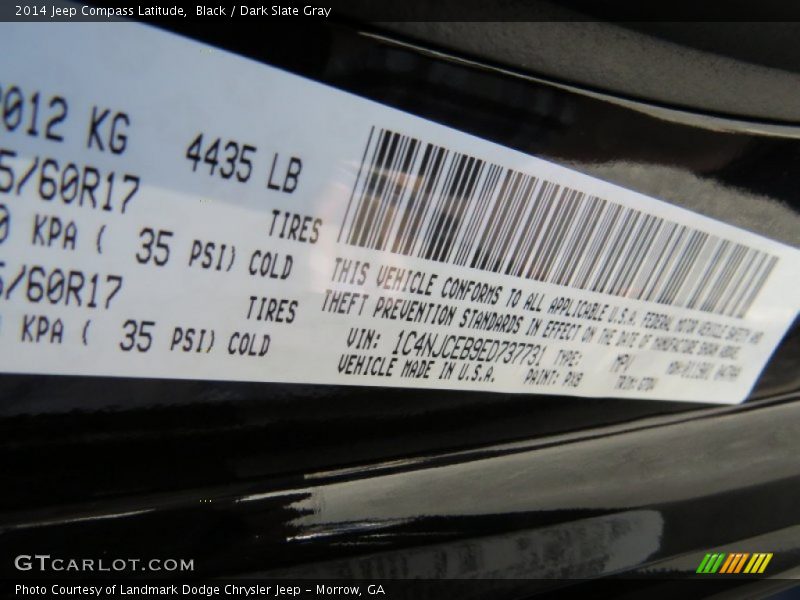 2014 Jeep Compass Latitude,  Black / Dark Slate Gray
012 KG
4435 LB
5/60R17
TIRES
0 KPA ( 35 PSI) COLD
5/60R17
TIRES
KPA ( 35 PSI) COLD
THIS VEHICLE CONFORMS TO ALL APPLICABLE U.S.A. FEDERAL MOTOR VEHICLE SAFETY AND
THEFT PREVENTION STANDARDS IN EFFECT ON THE DATE OF MANUFACTURE SHOWN ABOVE.
VIN: 1C4NJCEB9ED737731 TYPE: MPV
VEHICLE MADE IN U.S.A. PAINT:
GTCARLOT.COM
Photo Courtesy of Landmark Dodge Chrysler Jeep – Morrow, GA